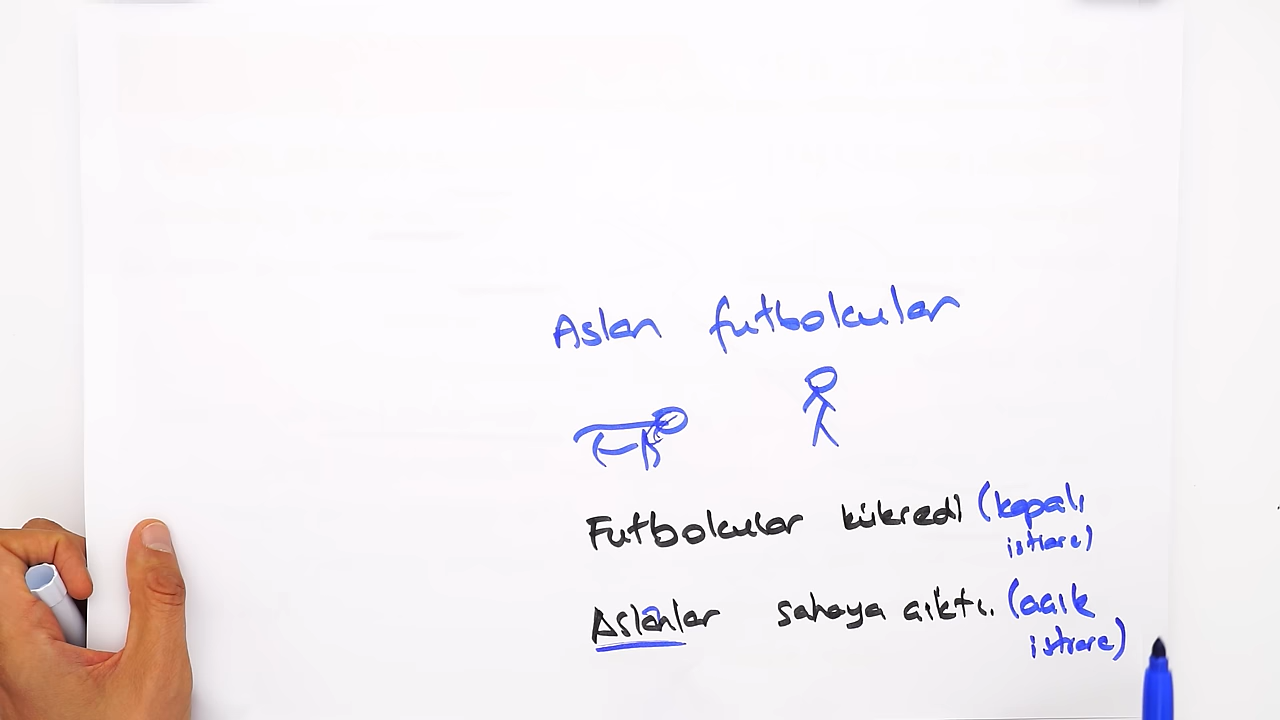 Aslan futbolcular
Futbolcular kükredi (kapalı
istiare)
Aslanlar sahaya çıktı. (açık
istiare)